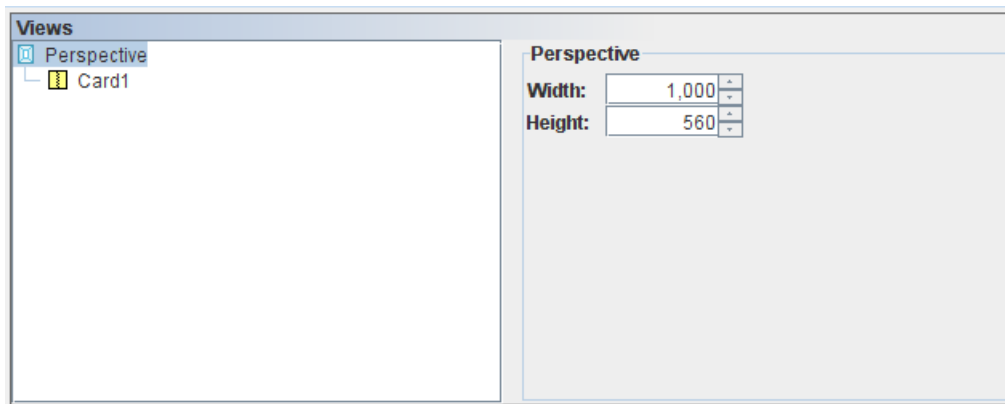 Views
Perspective
Card1
Perspective
Width: 1,000
Height: 560